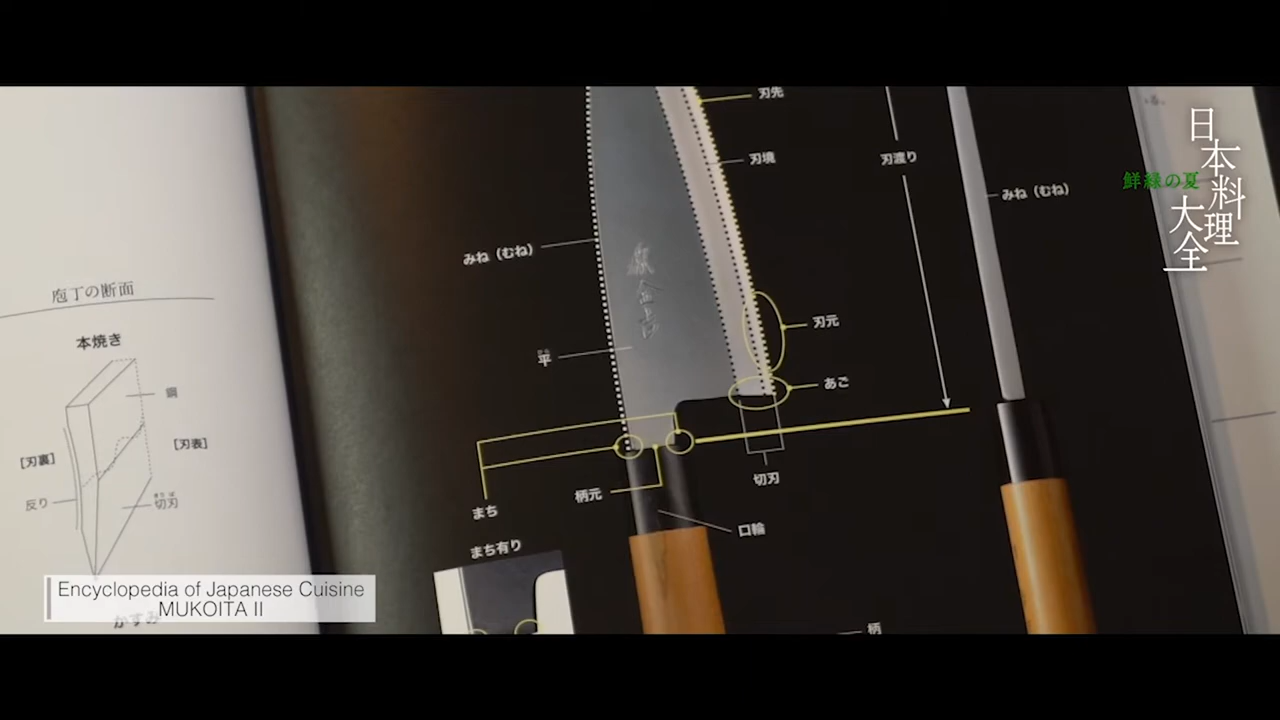 庖丁の断面
本焼き
鋼
[刃裏]
[刃表]
反り
切刃
きりば
かすみ
刃先
刃境
刃渡り
みね（むね）
みね（むね）
平
刃元
あご
切刃
柄元
まち
口輪
まち有り
柄
日本料理
大全
鮮緑の夏
Encyclopedia of Japanese Cuisine
MUKOITA II